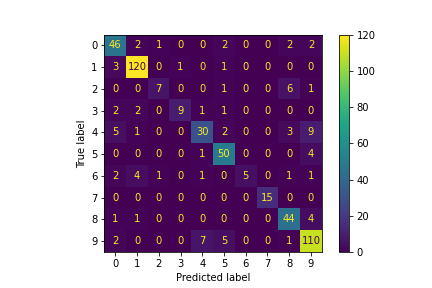 0 46 2 1 0 0 2 0 0 2 2
1 3 120 0 1 0 1 0 0 0 0
2 0 0 7 0 0 1 0 0 6 1
3 2 2 0 9 1 1 0 0 0 0
4 5 1 0 0 30 2 0 0 3 9
5 0 0 0 0 1 50 0 0 0 4
6 2 4 1 0 1 0 5 0 1 1
7 0 0 0 0 0 0 0 15 0 0
8 1 1 0 0 0 0 0 0 44 4
9 2 0 0 0 7 5 0 0 1 110
0 1 2 3 4 5 6 7 8 9
Predicted label
True label
120
100
80
60
40
20
0